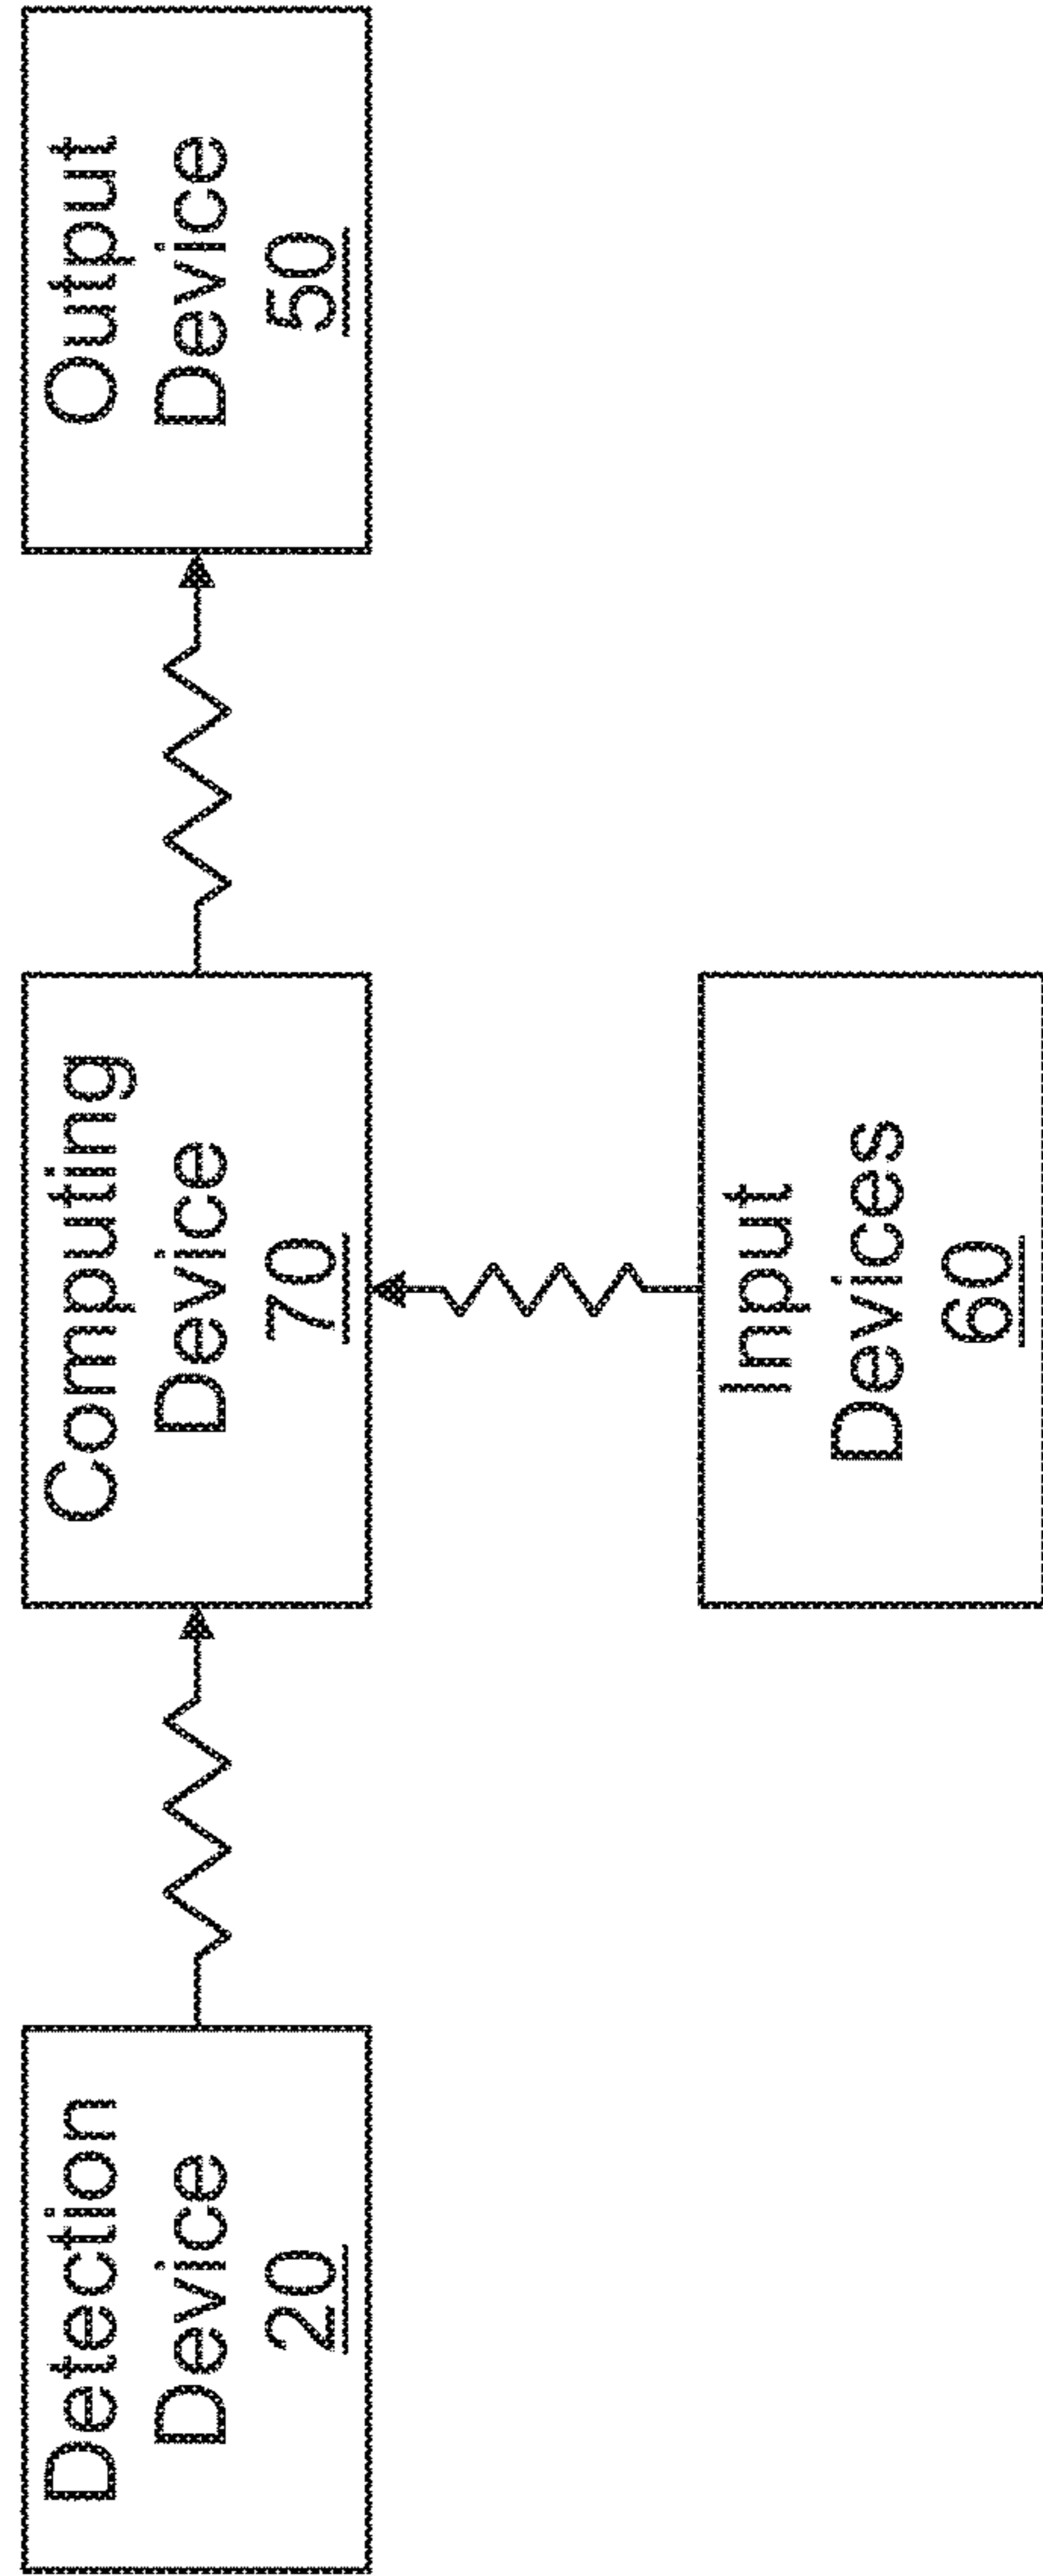 Detection
Device
20
Computing
Device
70
Output
Device
50
Input
Devices
60